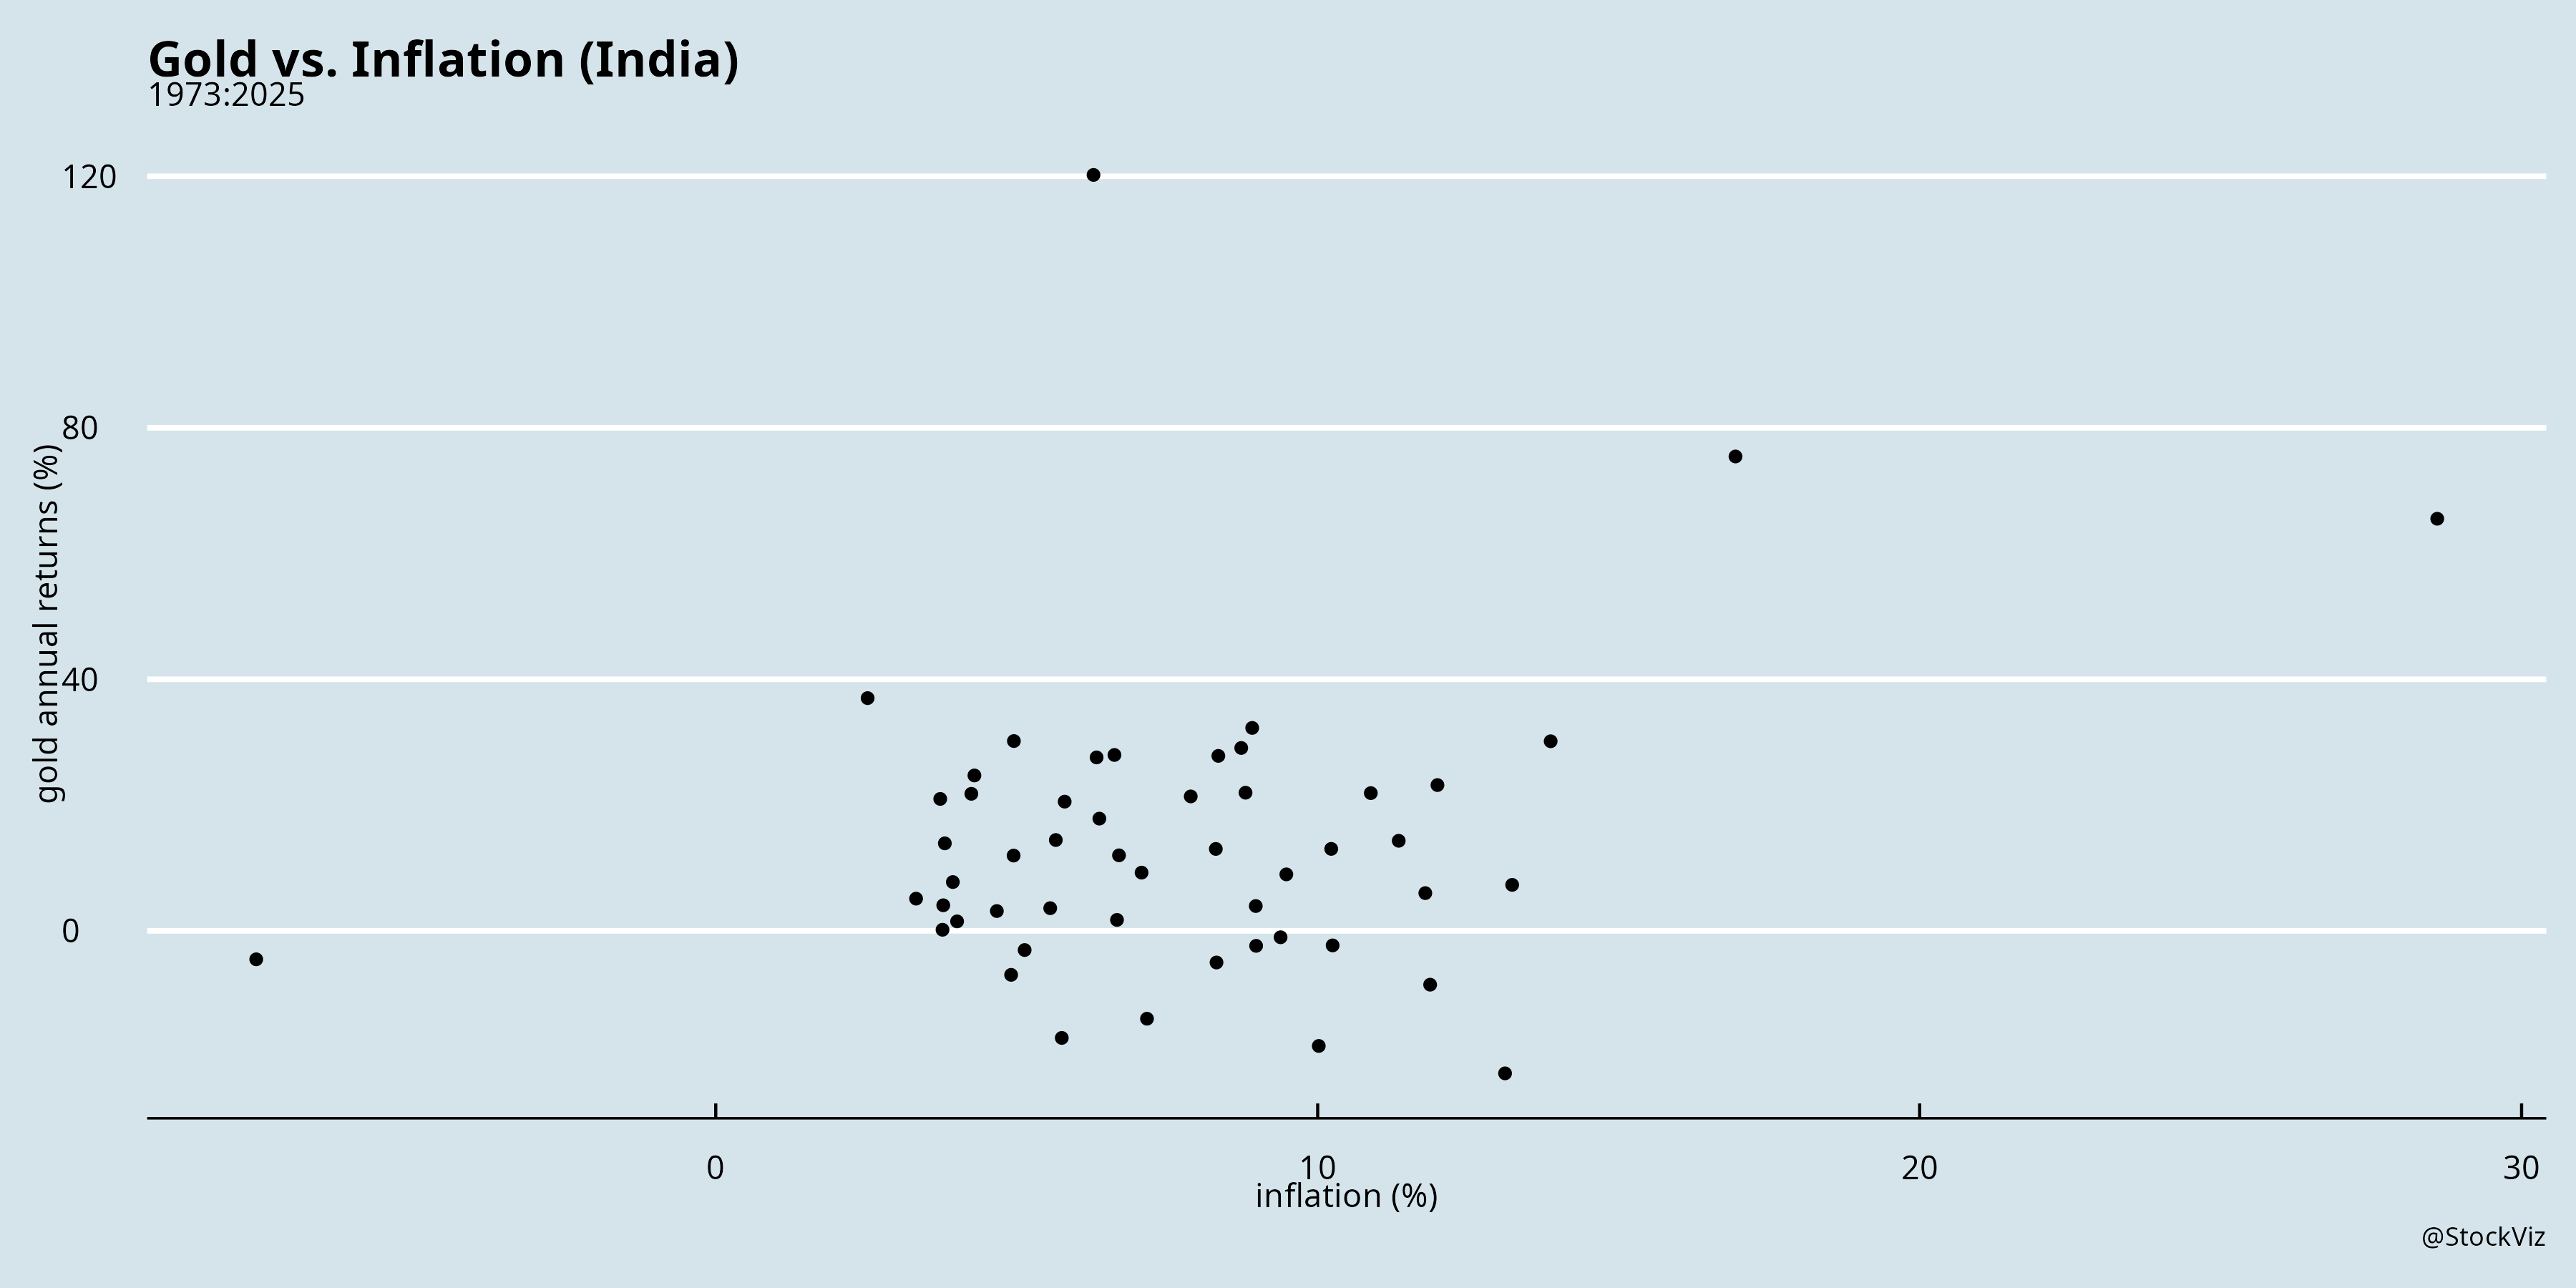 Gold vs. Inflation (India)
1973:2025
120
80
40
0
gold annual returns (%)
0 10 20 30
inflation (%)
@StockViz